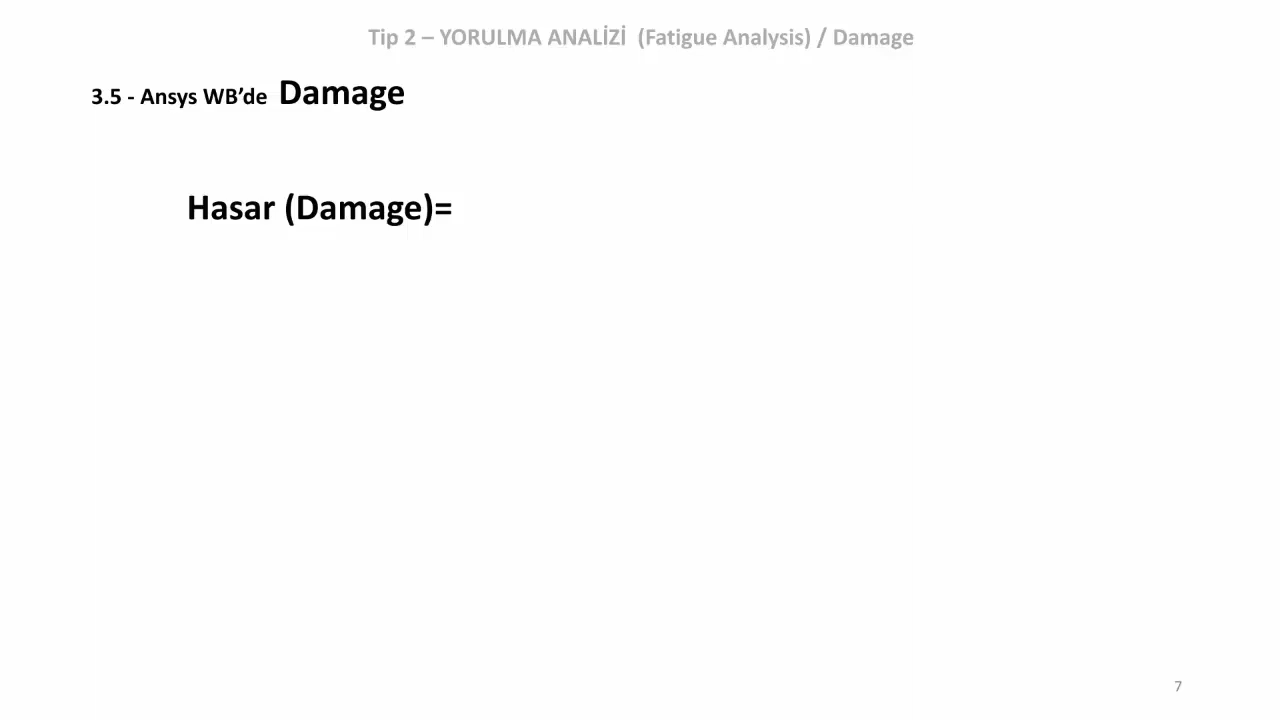 Tip 2 – YORULMA ANALİZİ (Fatigue Analysis) / Damage
3.5 - Ansys WB’de Damage
Hasar (Damage)=
7